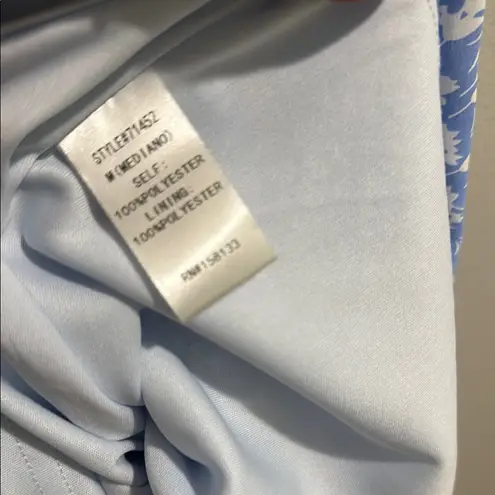 STYLE#71452
M(MEDIANO)
SELF:
100%POLYESTER
LINING:
100%POLYESTER
RN#158133